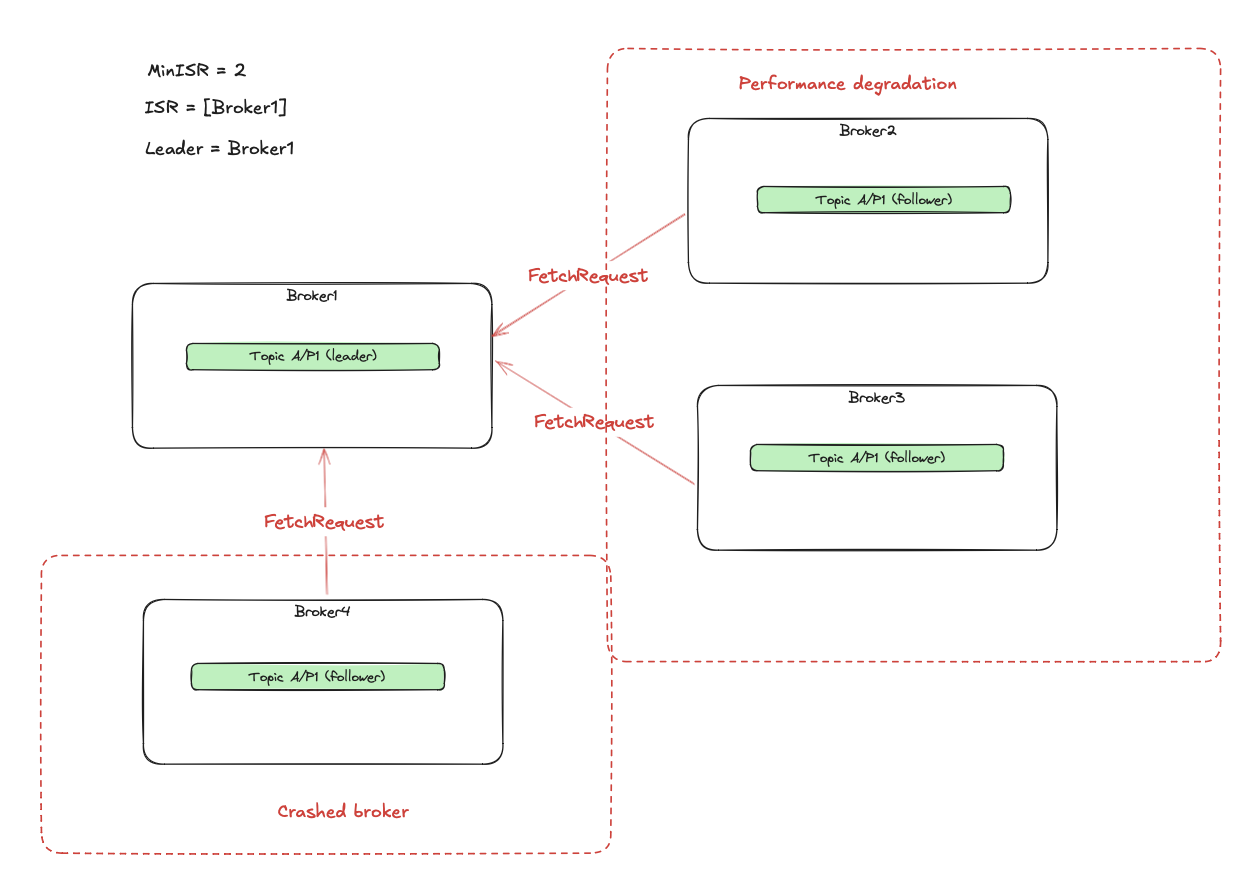 MinISR = 2
ISR = [Broker1]
Leader = Broker1
Performance degradation
Broker2
Topic A/P1 (follower)
FetchRequest
Broker1
Topic A/P1 (leader)
Broker3
FetchRequest
Topic A/P1 (follower)
FetchRequest
Broker4
Topic A/P1 (follower)
Crashed broker